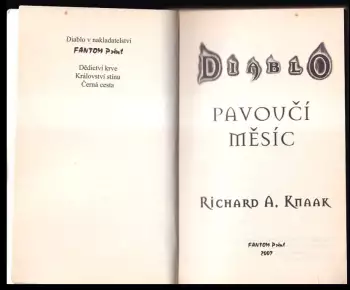 Diablo v nakladatelství
FANTOM Print
Dědictví krve
Království stínu
Černá cesta
DIABLO
PAVOUČÍ
MĚSÍC
RICHARD A. KNAAK
FANTOM Print
2007